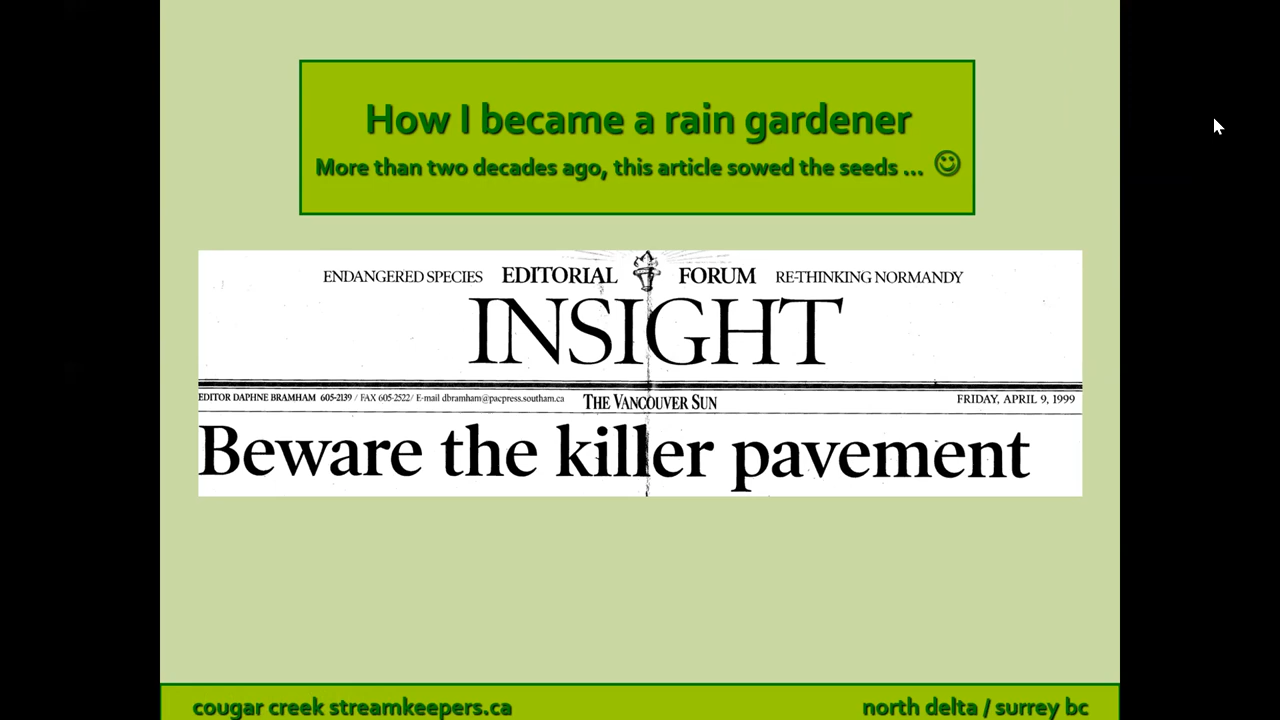 How I became a rain gardener
More than two decades ago, this article sowed the seeds ... ☺
ENDANGERED SPECIES EDITORIAL FORUM RE-THINKING NORMANDY
INSIGHT
EDITOR DAPHNE BRAMHAM 605-2139 / FAX 605-2522/ E-mail dbramham@pacpress.southam.ca THE VANCOUVER SUN FRIDAY, APRIL 9, 1999
Beware the killer pavement
cougar creek streamkeepers.ca north delta / surrey bc